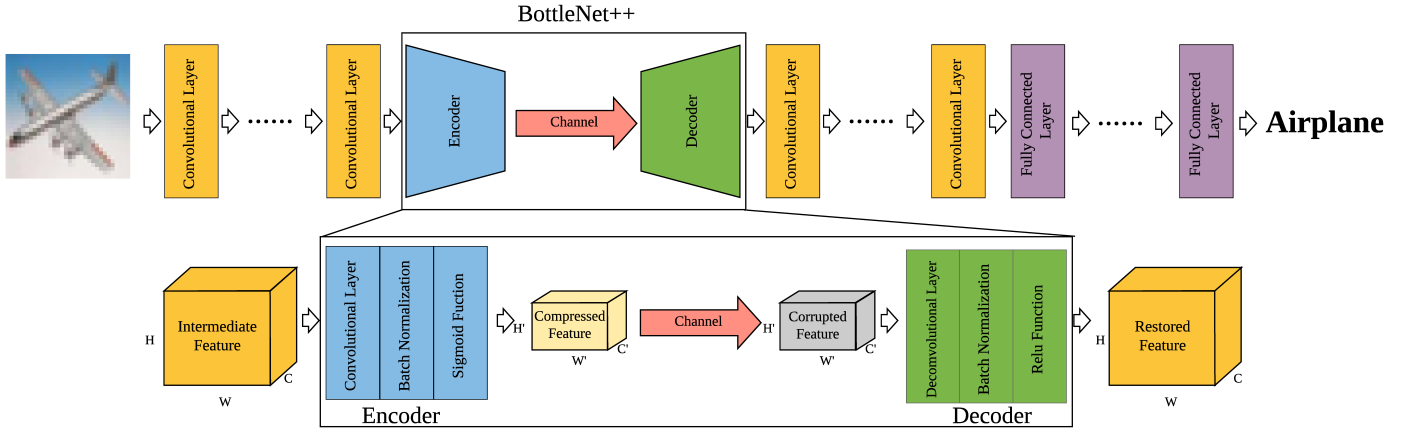 BottleNet++
Convolutional Layer
......
Convolutional Layer
Encoder
Channel
Decoder
Convolutional Layer
......
Convolutional Layer
Fully Connected
Layer
......
Fully Connected
Layer
Airplane
Intermediate
Feature
H
W
C
Convolutional Layer
Batch Normalization
Sigmoid Fuction
Encoder
Compressed
Feature
H'
W'
C'
Channel
Corrupted
Feature
H'
W'
C'
Decomvolutional Layer
Batch Normalization
Relu Function
Decoder
Restored
Feature
H
W
C